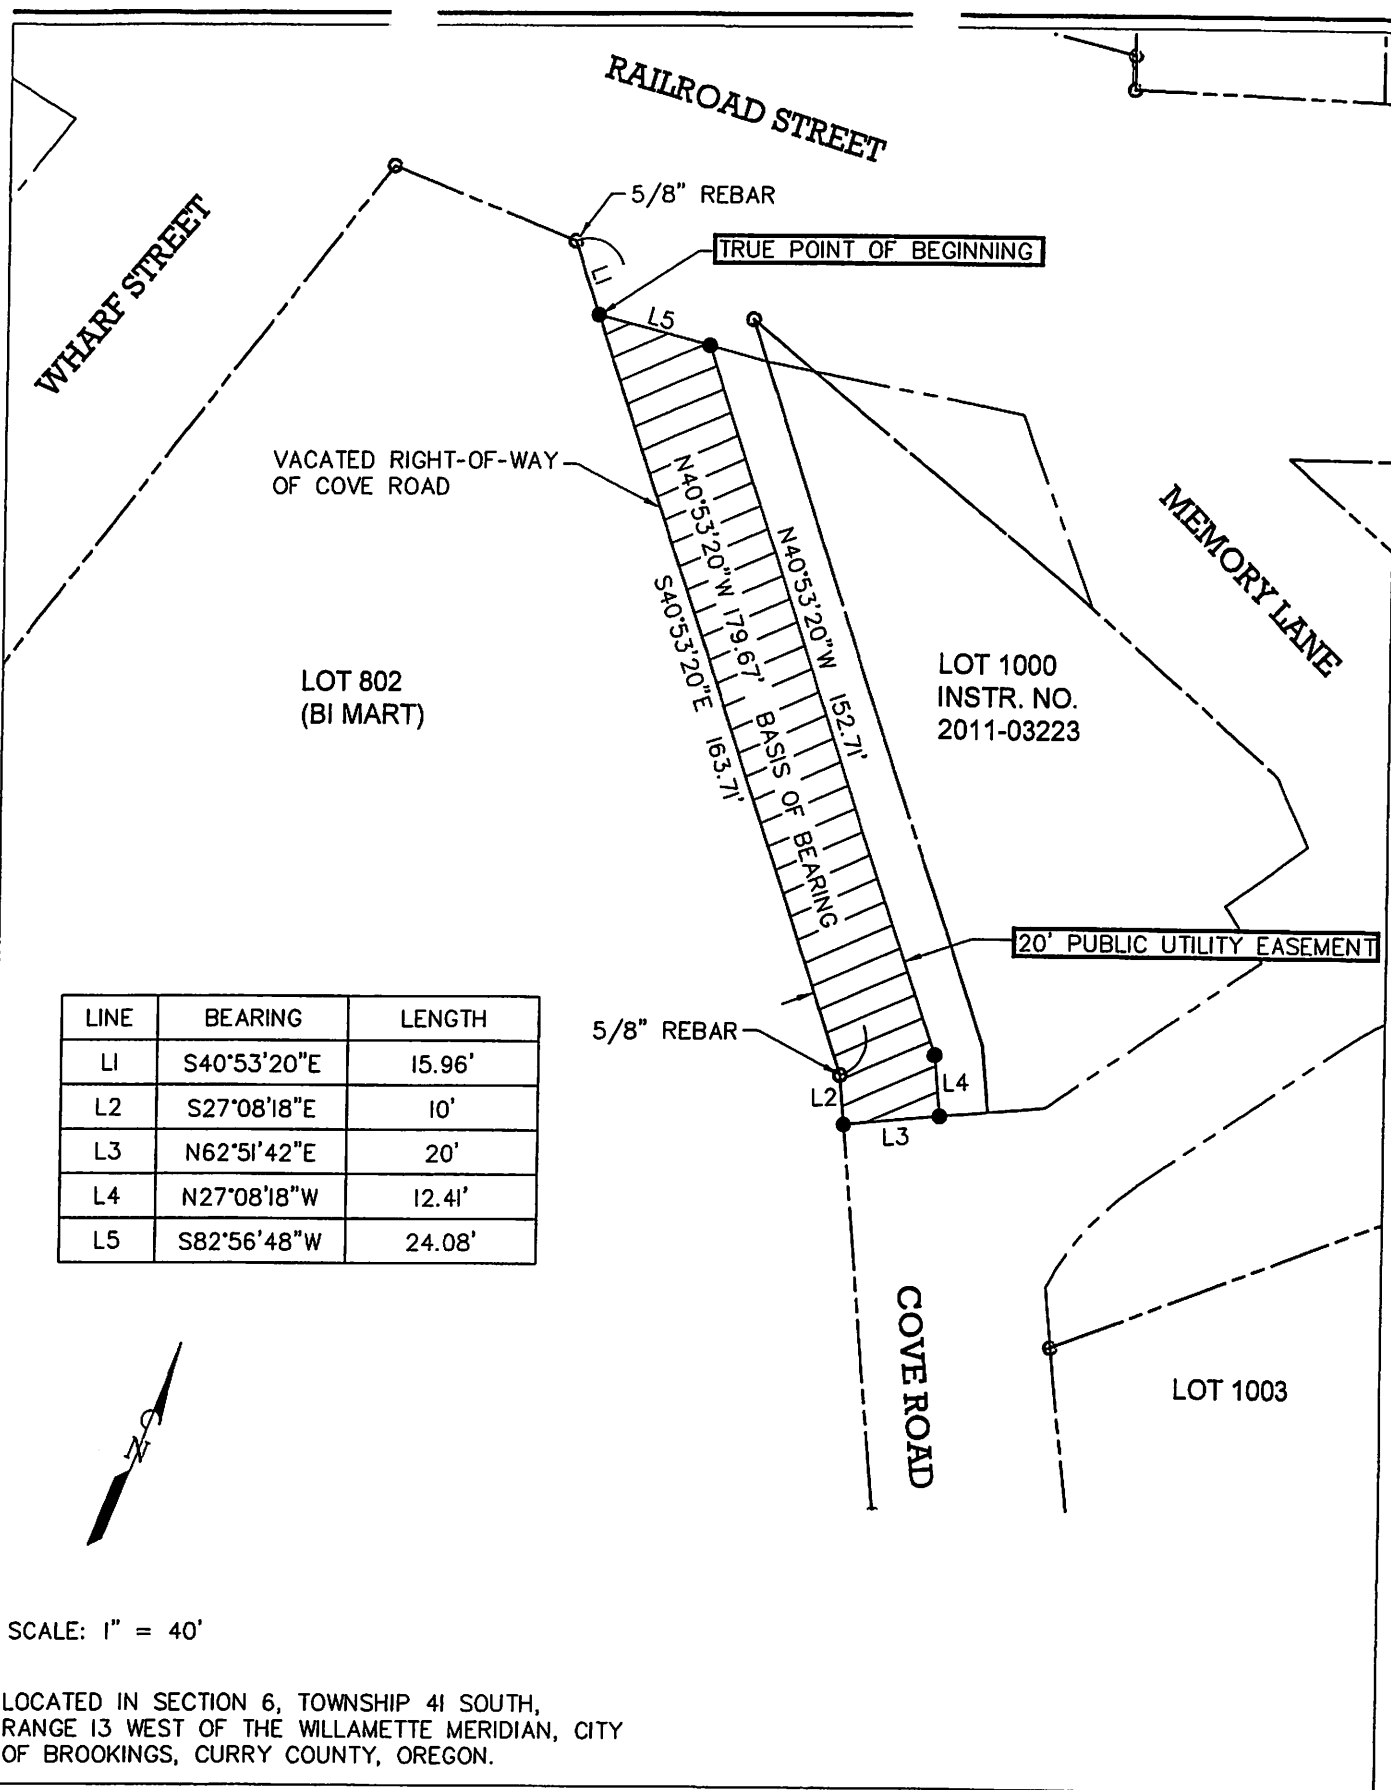 RAILROAD STREET
5/8" REBAR
TRUE POINT OF BEGINNING
WHARF STREET
L1
L5
VACATED RIGHT-OF-WAY
OF COVE ROAD
N40°53'20"W 179.67' BASIS OF BEARING
S40°53'20"E 163.71'
N40°53'20"W 152.71'
MEMORY LANE
LOT 802
(BI MART)
LOT 1000
INSTR. NO.
2011-03223
20' PUBLIC UTILITY EASEMENT
5/8" REBAR
L2
L4
L3
LINE BEARING LENGTH
L1 S40°53'20"E 15.96'
L2 S27°08'18"E 10'
L3 N62°51'42"E 20'
L4 N27°08'18"W 12.41'
L5 S82°56'48"W 24.08'
COVE ROAD
LOT 1003
N
SCALE: 1" = 40'
LOCATED IN SECTION 6, TOWNSHIP 41 SOUTH,
RANGE 13 WEST OF THE WILLAMETTE MERIDIAN, CITY
OF BROOKINGS, CURRY COUNTY, OREGON.